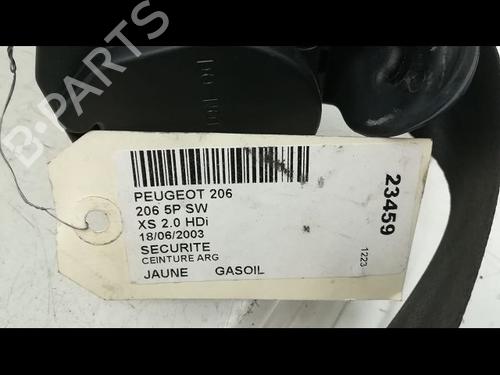 B-PARTS
PEUGEOT 206
206 5P SW
XS 2.0 HDi
18/06/2003
SECURITE
CEINTURE ARG
JAUNE GASOIL
23459
1223